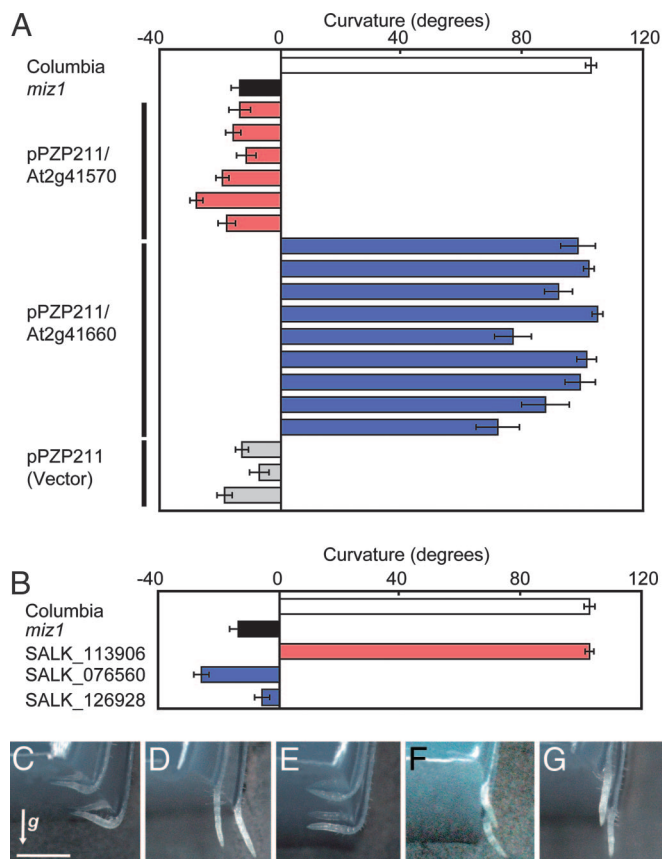 A
Curvature (degrees)
-40 0 40 80 120
Columbia
miz1
pPZP211/
At2g41570
pPZP211/
At2g41660
pPZP211
(Vector)
B
Curvature (degrees)
-40 0 40 80 120
Columbia
miz1
SALK_113906
SALK_076560
SALK_126928
C D E F G
g